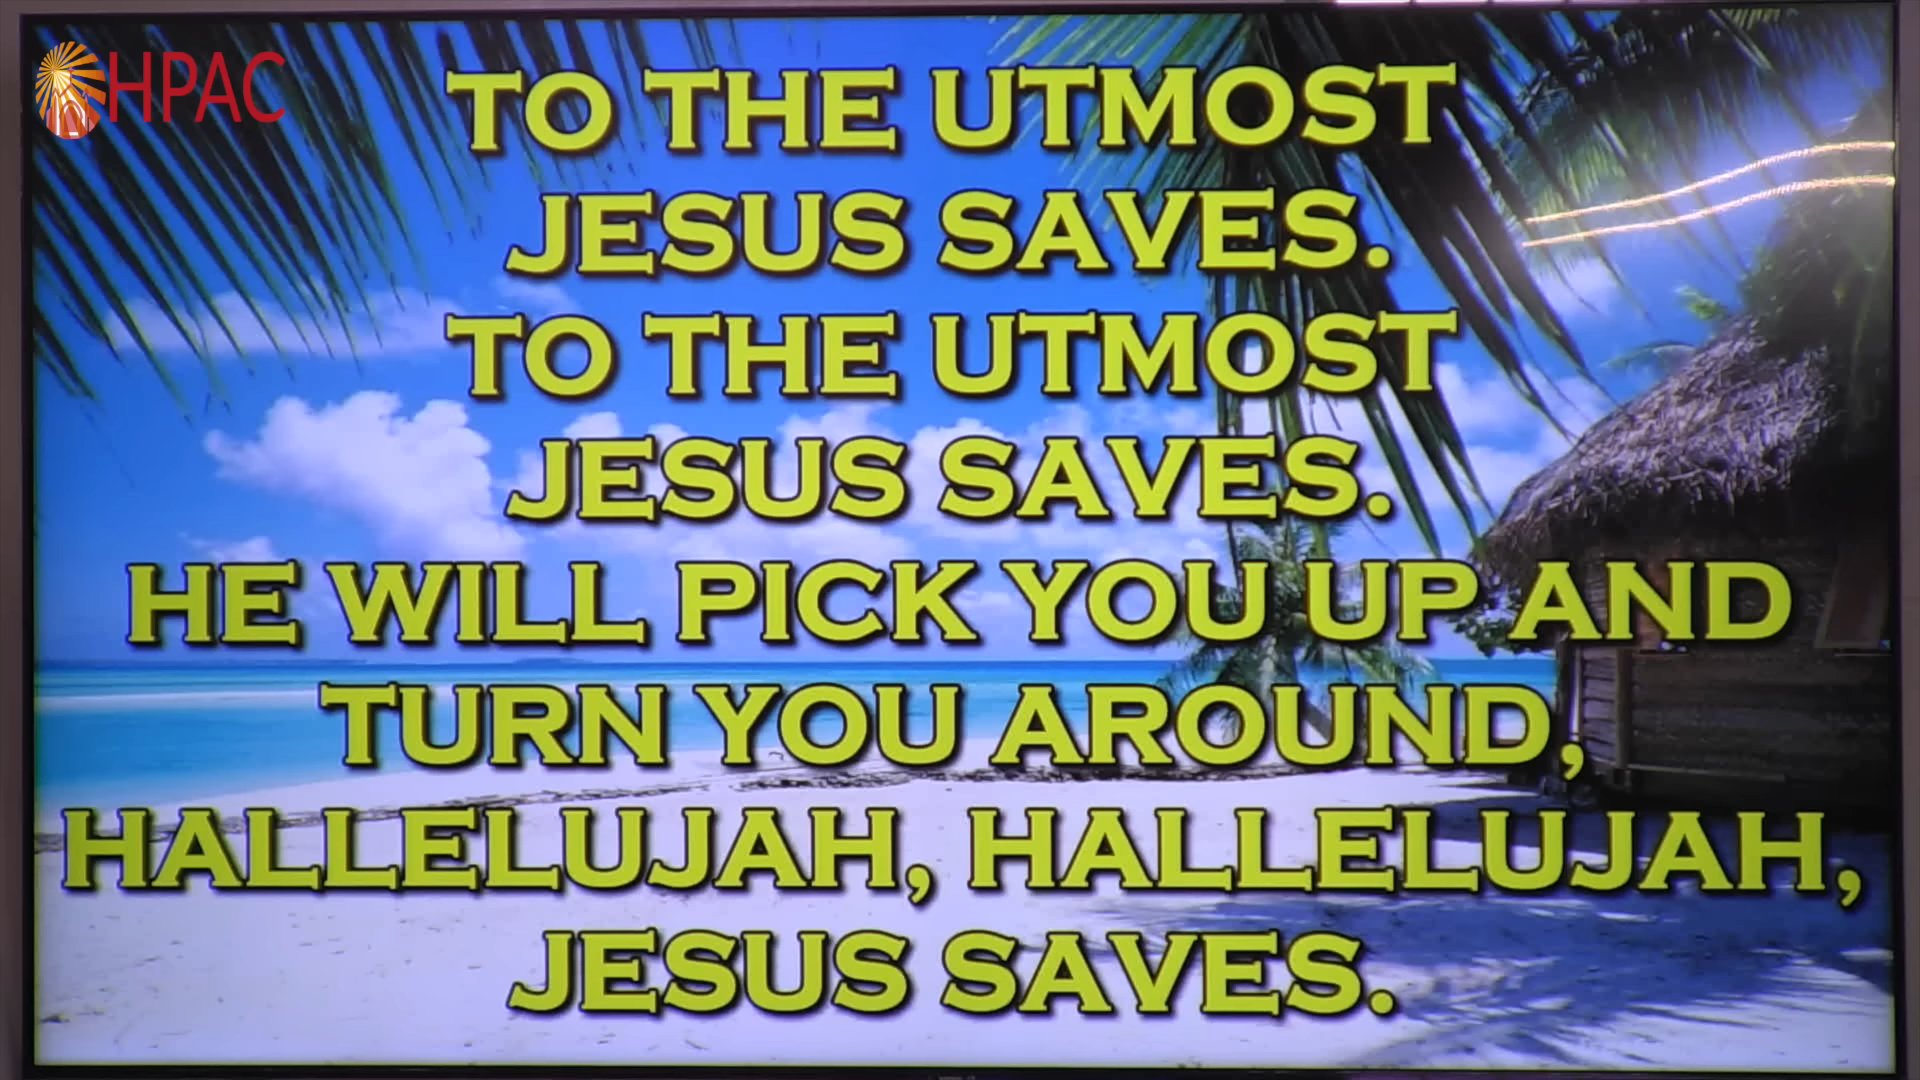 HPAC
TO THE UTMOST
JESUS SAVES.
TO THE UTMOST
JESUS SAVES.
HE WILL PICK YOU UP AND
TURN YOU AROUND,
HALLELUJAH, HALLELUJAH,
JESUS SAVES.